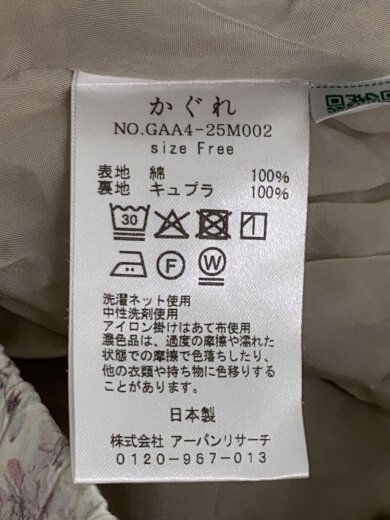 かぐれ
NO.GAA4-25M002
size Free
表地 綿 100%
裏地 キュプラ 100%
30
F W
洗濯ネット使用
中性洗剤使用
アイロン掛けはあて布使用
濃色品は、過度の摩擦や濡れた
状態での摩擦で色落ちしたり、
他の衣類や持ち物に色移りする
ことがあります。
日本製
株式会社 アーバンリサーチ
0120-967-013